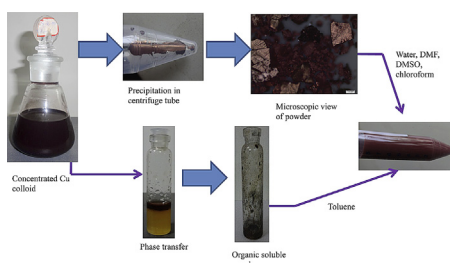 Precipitation in
centrifuge tube
Microscopic view
of powder
Water, DMF,
DMSO,
chloroform
Concentrated Cu
colloid
Phase transfer
Organic soluble
Toluene